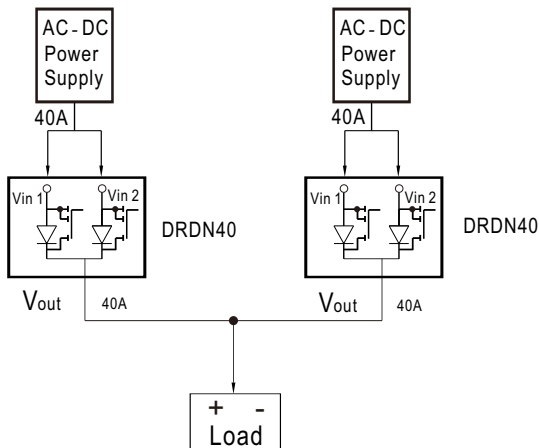 AC - DC
Power
Supply
40A
Vin 1
Vin 2
DRDN40
Vout
40A
AC - DC
Power
Supply
40A
Vin 1
Vin 2
DRDN40
Vout
40A
+ -
Load